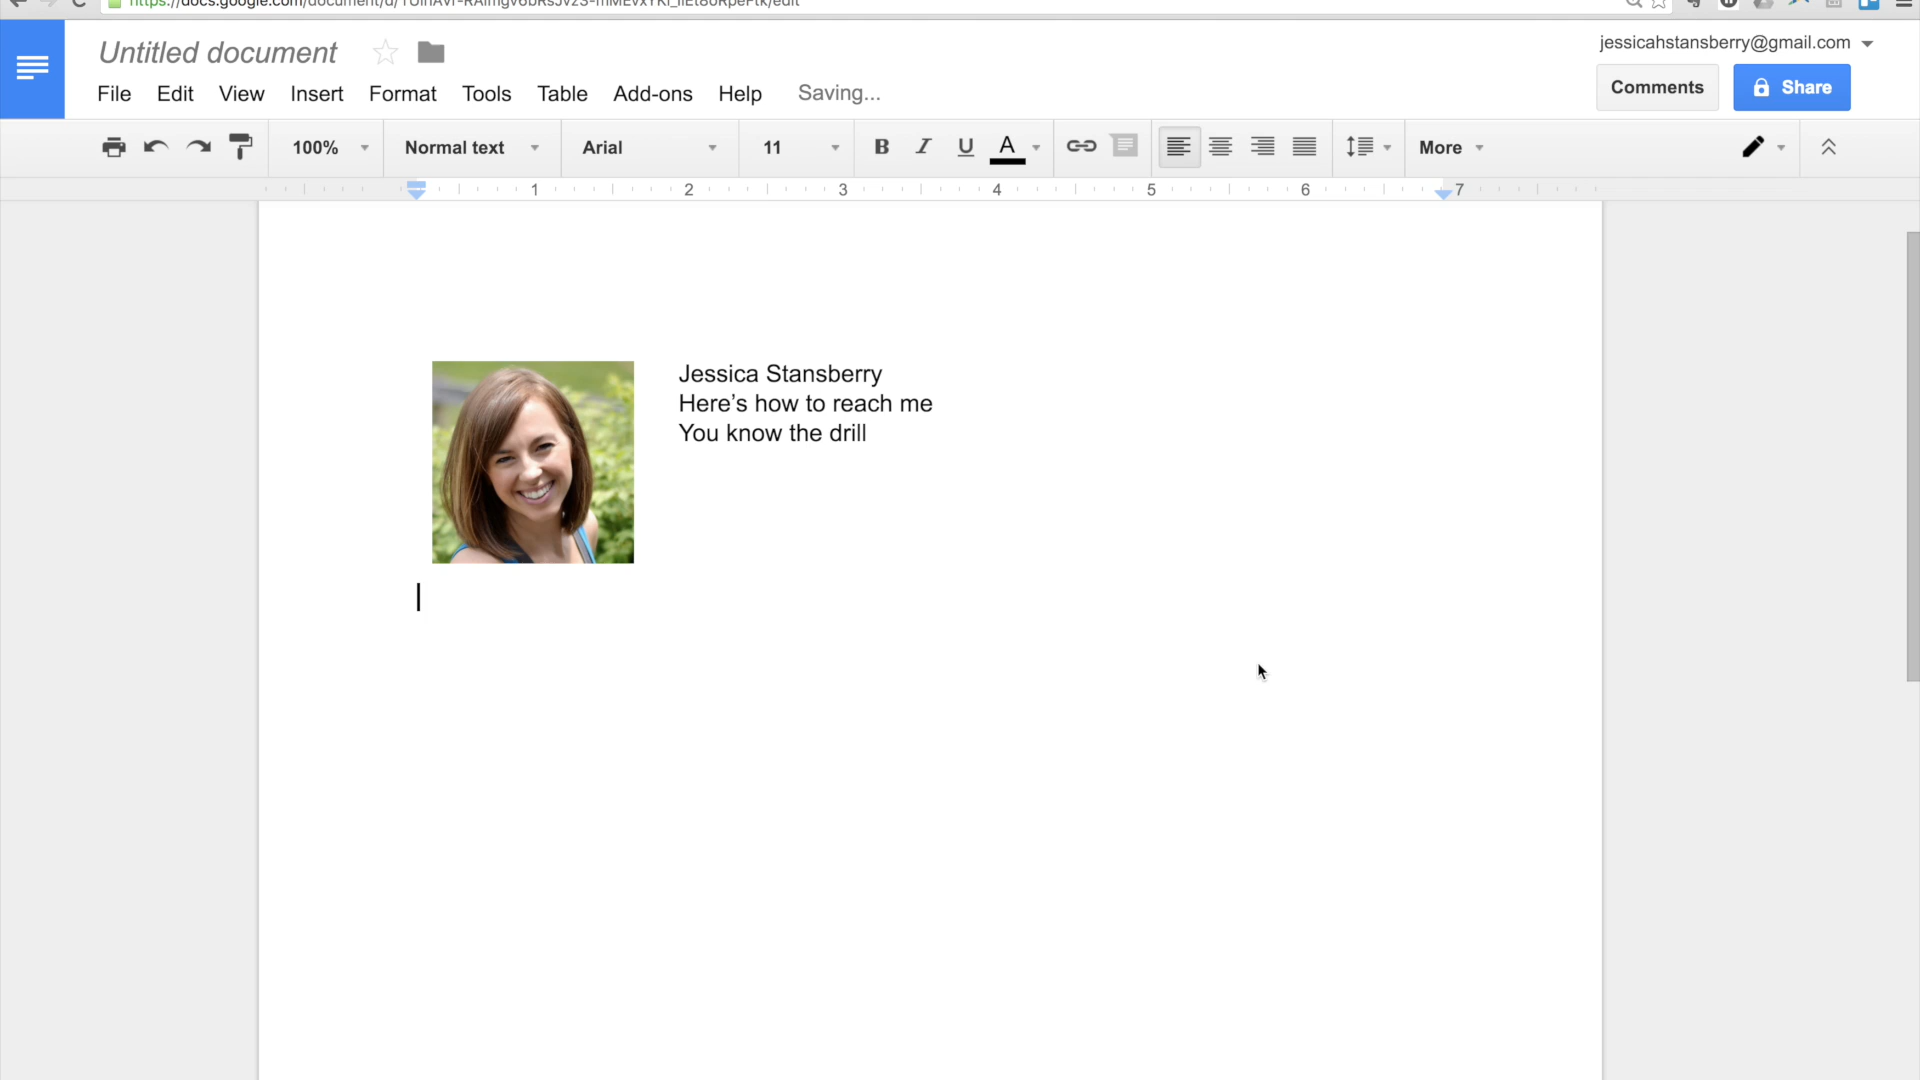 Untitled document
jessicahstansberry@gmail.com
File Edit View Insert Format Tools Table Add-ons Help Saving...
Comments Share
100% Normal text Arial 11 B I U A More
1 2 3 4 5 6 7
Jessica Stansberry
Here's how to reach me
You know the drill